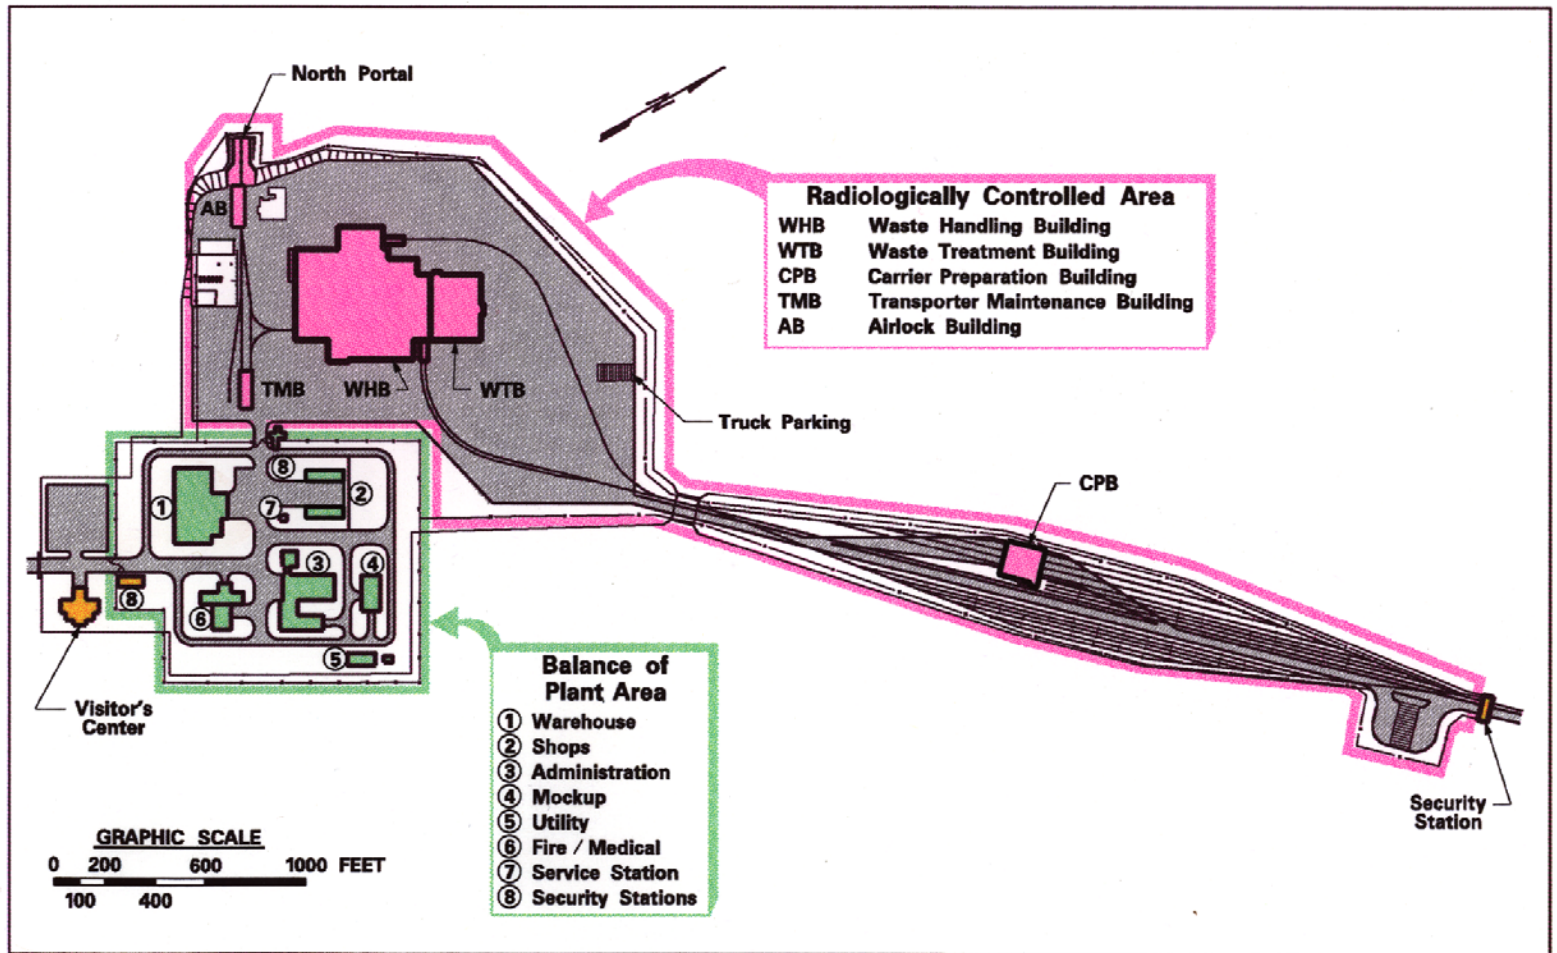 North Portal
N
Radiologically Controlled Area
WHB Waste Handling Building
WTB Waste Treatment Building
CPB Carrier Preparation Building
TMB Transporter Maintenance Building
AB Airlock Building
AB
TMB
WHB
WTB
Truck Parking
CPB
8
1
2
7
3
4
8
6
5
Visitor's
Center
Balance of
Plant Area
1 Warehouse
2 Shops
3 Administration
4 Mockup
5 Utility
6 Fire / Medical
7 Service Station
8 Security Stations
Security
Station
GRAPHIC SCALE
0 200 600 1000 FEET
100 400